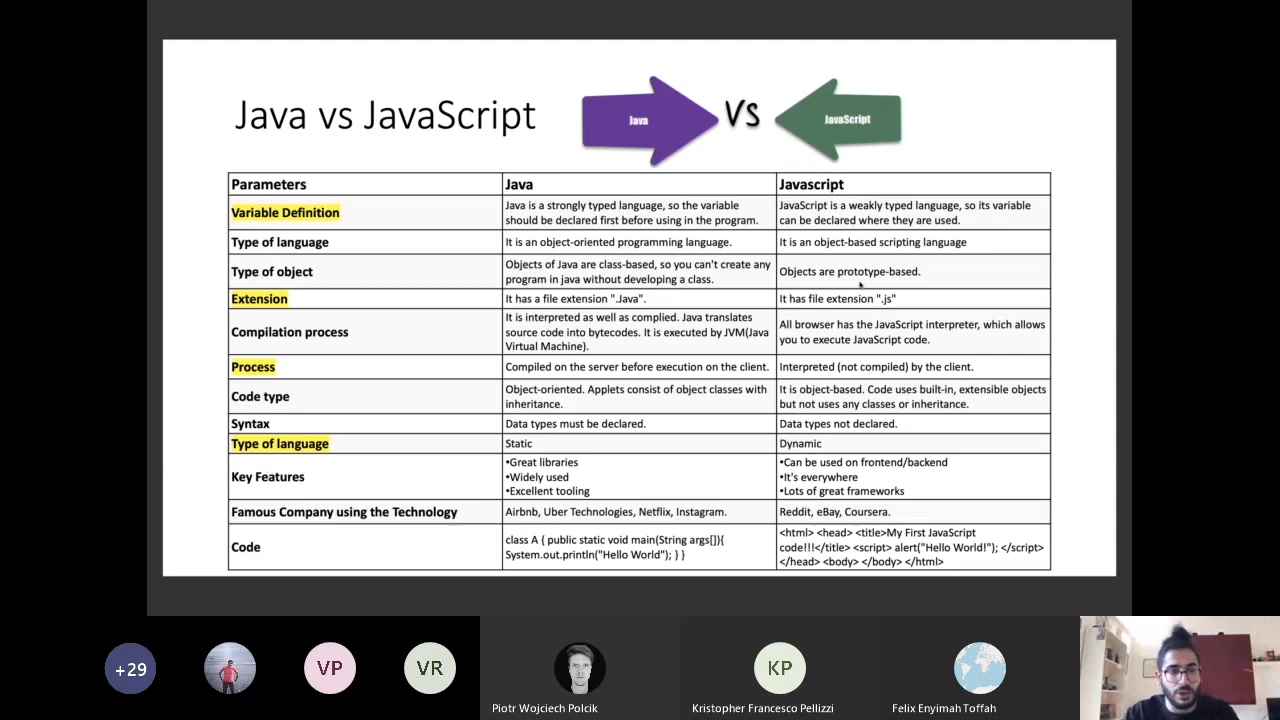 Java vs JavaScript
Java
VS
JavaScript
Parameters
Java
Javascript
Variable Definition
Java is a strongly typed language, so the variable
should be declared first before using in the program.
JavaScript is a weakly typed language, so its variable
can be declared where they are used.
Type of language
It is an object-oriented programming language.
It is an object-based scripting language
Type of object
Objects of Java are class-based, so you can't create any
program in java without developing a class.
Objects are prototype-based.
Extension
It has a file extension ".Java".
It has file extension ".js"
Compilation process
It is interpreted as well as complied. Java translates
source code into bytecodes. It is executed by JVM(Java
Virtual Machine).
All browser has the JavaScript interpreter, which allows
you to execute JavaScript code.
Process
Compiled on the server before execution on the client.
Interpreted (not compiled) by the client.
Code type
Object-oriented. Applets consist of object classes with
inheritance.
It is object-based. Code uses built-in, extensible objects
but not uses any classes or inheritance.
Syntax
Data types must be declared.
Data types not declared.
Type of language
Static
Dynamic
Key Features
•Great libraries
•Widely used
•Excellent tooling
•Can be used on frontend/backend
•It's everywhere
•Lots of great frameworks
Famous Company using the Technology
Airbnb, Uber Technologies, Netflix, Instagram.
Reddit, eBay, Coursera.
Code
class A { public static void main(String args[]){
System.out.println("Hello World"); } }
<html> <head> <title>My First JavaScript
code!!!</title> <script> alert("Hello World!"); </script>
</head> <body> </body> </html>
+29
VP
VR
KP
Piotr Wojciech Polcik
Kristopher Francesco Pellizzi
Felix Enyimah Toffah